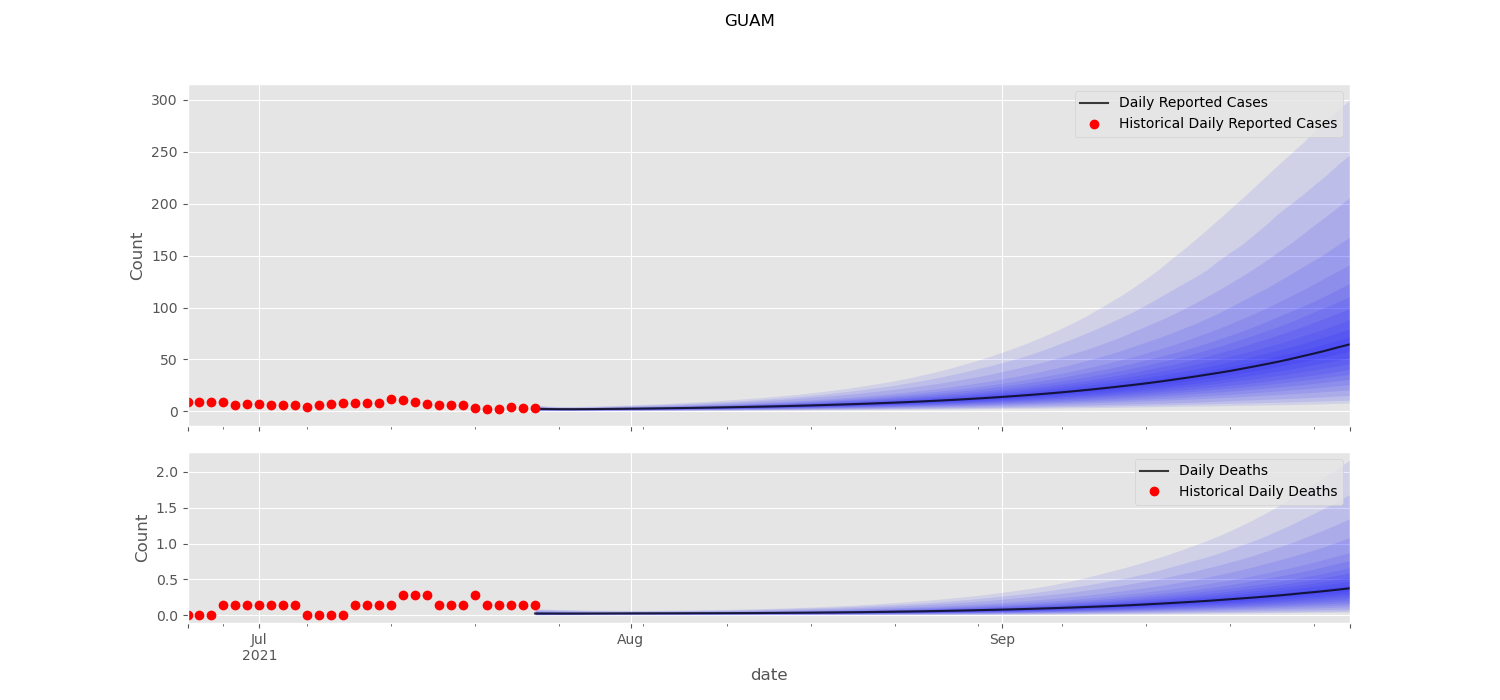 GUAM
300
250
200
150
100
50
0
Count
Daily Reported Cases
Historical Daily Reported Cases
2.0
1.5
1.0
0.5
0.0
Count
Daily Deaths
Historical Daily Deaths
Jul
2021
Aug
Sep
date